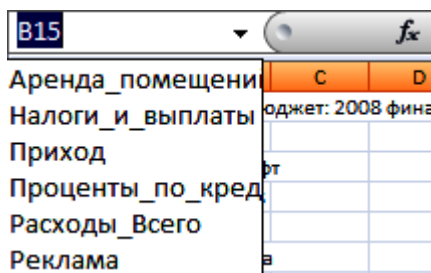 B15 fx
Аренда_помещени C D
Налоги_и_выплаты юджет: 2008 фина
Приход
Проценты_по_кред
Расходы_Всего
Реклама